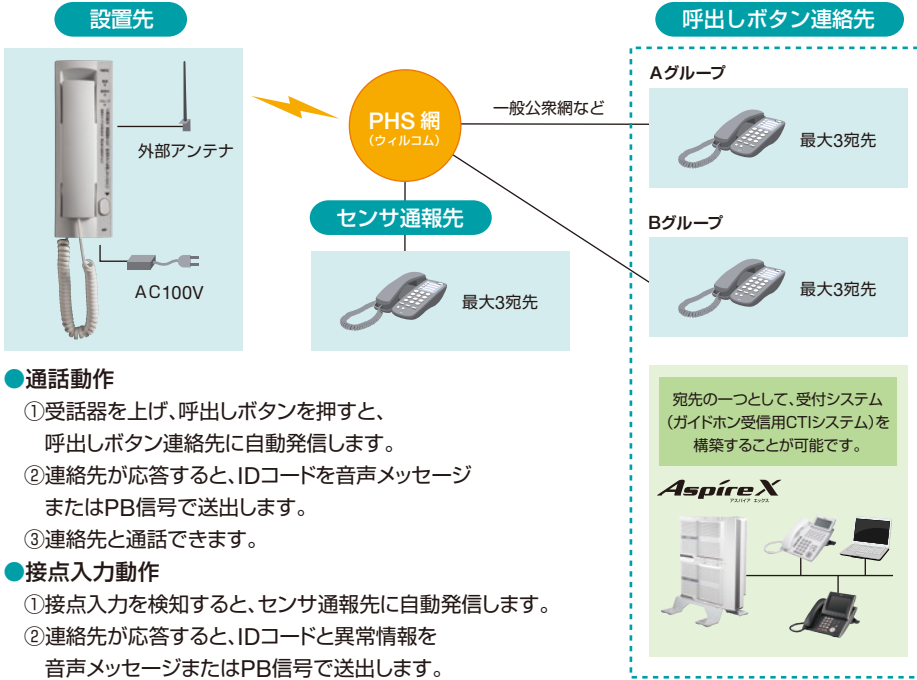 設置先
呼出しボタン連絡先
外部アンテナ
AC100V
PHS 網
(ウィルコム)
一般公衆網など
センサ通報先
最大3宛先
Aグループ
最大3宛先
Bグループ
最大3宛先
宛先の一つとして、受付システム
(ガイドホン受信用CTIシステム)を
構築することが可能です。
AspireX
アスパイア エックス
●通話動作
①受話器を上げ、呼出しボタンを押すと、
呼出しボタン連絡先に自動発信します。
②連絡先が応答すると、IDコードを音声メッセージ
またはPB信号で送出します。
③連絡先と通話できます。
●接点入力動作
①接点入力を検知すると、センサ通報先に自動発信します。
②連絡先が応答すると、IDコードと異常情報を
音声メッセージまたはPB信号で送出します。